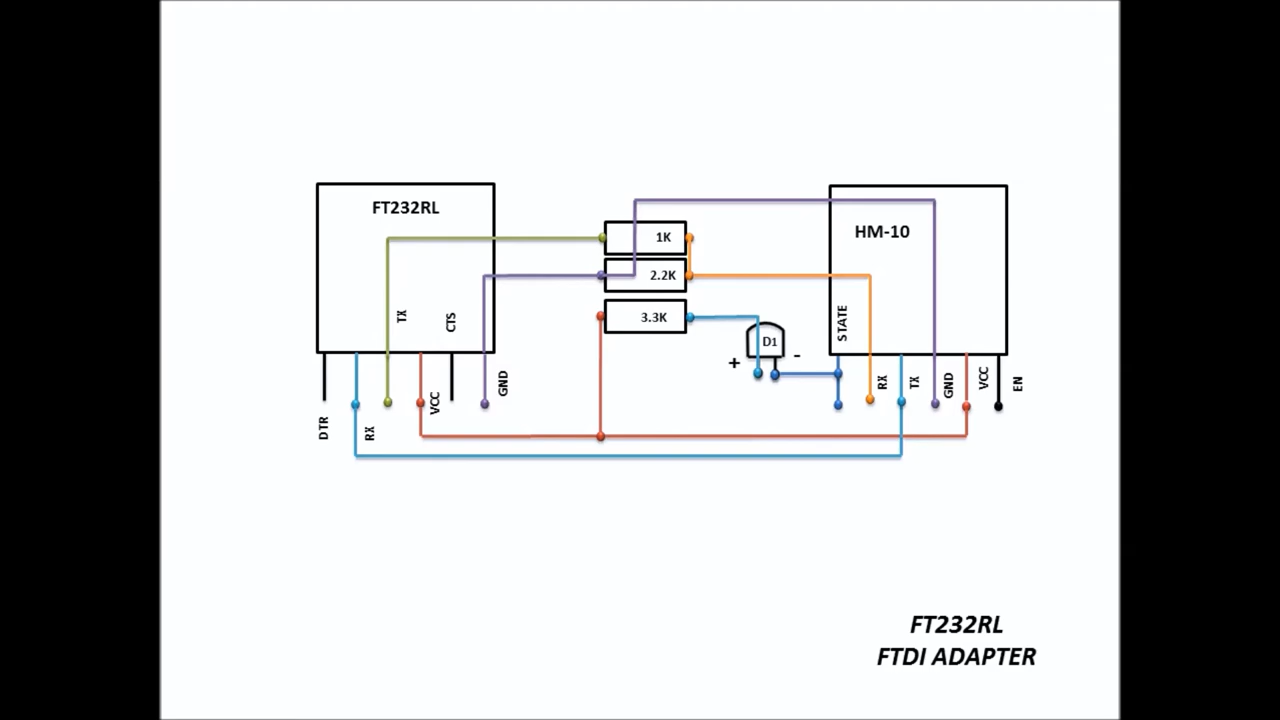 FT232RL
TX
CTS
DTR
RX
VCC
GND
1K
2.2K
3.3K
D1
+
-
HM-10
STATE
RX
TX
GND
VCC
EN
FT232RL
FTDI ADAPTER